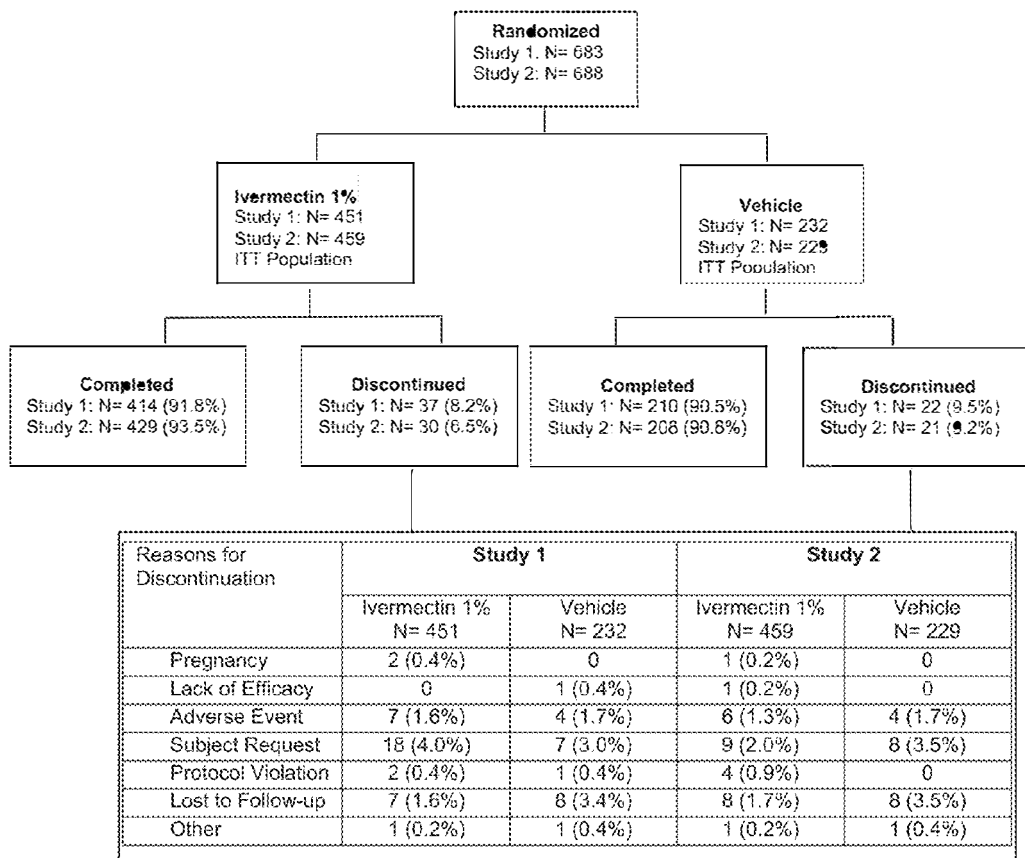 Randomized
Study 1: N= 683
Study 2: N= 688
Ivermectin 1%
Study 1: N= 451
Study 2: N= 459
ITT Population
Vehicle
Study 1: N= 232
Study 2: N= 229
ITT Population
Completed
Study 1: N= 414 (91.8%)
Study 2: N= 429 (93.5%)
Discontinued
Study 1: N= 37 (8.2%)
Study 2: N= 30 (6.5%)
Completed
Study 1: N= 210 (90.5%)
Study 2: N= 208 (90.8%)
Discontinued
Study 1: N= 22 (9.5%)
Study 2: N= 21 (9.2%)
Reasons for Study 1 Study 2
Discontinuation
Ivermectin 1% Vehicle Ivermectin 1% Vehicle
N= 451 N= 232 N= 459 N= 229
Pregnancy 2 (0.4%) 0 1 (0.2%) 0
Lack of Efficacy 0 1 (0.4%) 1 (0.2%) 0
Adverse Event 7 (1.6%) 4 (1.7%) 6 (1.3%) 4 (1.7%)
Subject Request 18 (4.0%) 7 (3.0%) 9 (2.0%) 8 (3.5%)
Protocol Violation 2 (0.4%) 1 (0.4%) 4 (0.9%) 0
Lost to Follow-up 7 (1.6%) 8 (3.4%) 8 (1.7%) 8 (3.5%)
Other 1 (0.2%) 1 (0.4%) 1 (0.2%) 1 (0.4%)